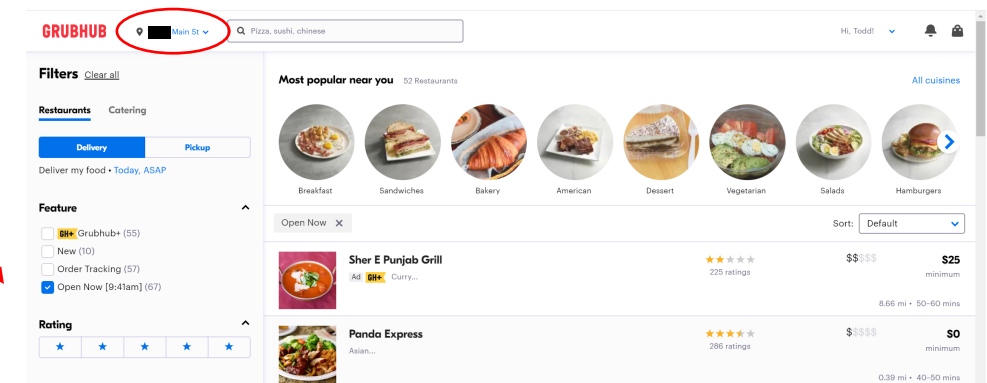 GRUBHUB
Main St
Pizza, sushi, chinese
Hi, Todd!
Filters Clear all
Restaurants Catering
Delivery Pickup
Deliver my food • Today, ASAP
Feature
GH+ Grubhub+ (55)
New (10)
Order Tracking (57)
Open Now [9:41am] (67)
Rating
Most popular near you 52 Restaurants
All cuisines
Breakfast Sandwiches Bakery American Dessert Vegetarian Salads Hamburgers
Open Now X
Sort: Default
Sher E Punjab Grill
Ad GH+ Curry...
225 ratings
$$$$$
$25
minimum
8.66 mi • 50-60 mins
Panda Express
Asian...
286 ratings
$$$$$
$0
minimum
0.39 mi • 40-50 mins